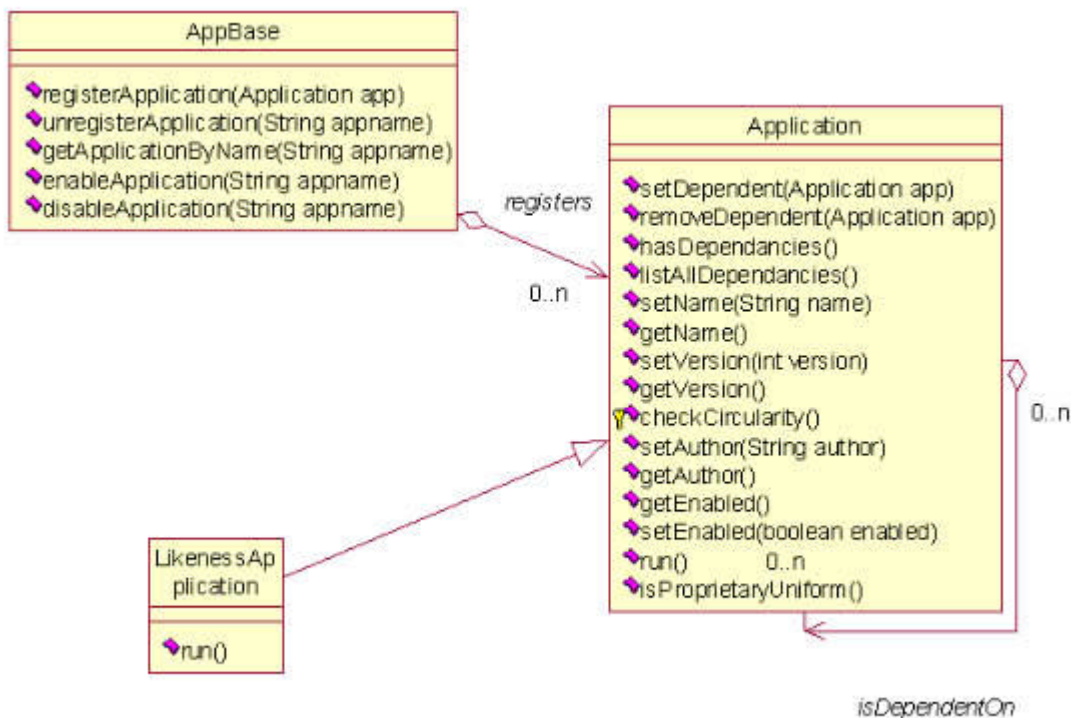 AppBase
registerApplication(Application app)
unregisterApplication(String appname)
getApplicationByName(String appname)
enableApplication(String appname)
disableApplication(String appname)
registers
0..n
Application
setDependent(Application app)
removeDependent(Application app)
hasDependancies()
listAllDependancies()
setName(String name)
getName()
setVersion(int version)
getVersion()
checkCircularity()
setAuthor(String author)
getAuthor()
getEnabled()
setEnabled(boolean enabled)
run()
0..n
isProprietaryUniform()
0..n
isDependentOn
LikenessAp
plication
run()